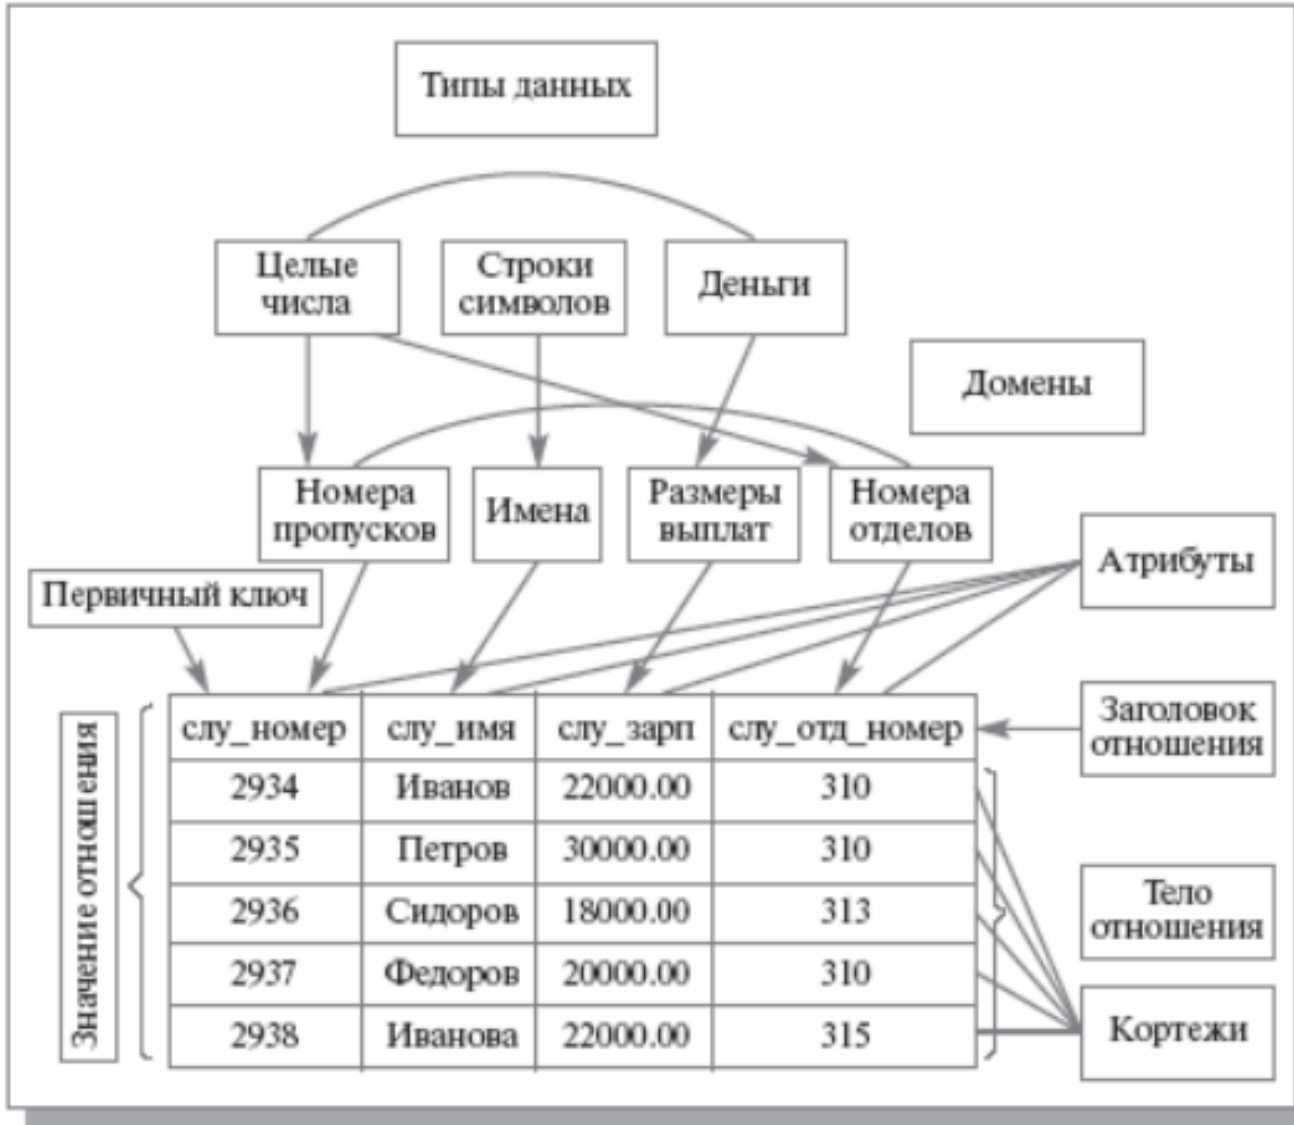 Типы данных
Целые
числа
Строки
символов
Деньги
Домены
Номера
пропусков
Имена
Размеры
выплат
Номера
отделов
Атрибуты
Первичный ключ
Заголовок
отношения
Значение отношения
слу_номер слу_имя слу_зарп слу_отд_номер
2934 Иванов 22000.00 310
2935 Петров 30000.00 310
2936 Сидоров 18000.00 313
2937 Федоров 20000.00 310
2938 Иванова 22000.00 315
Тело
отношения
Кортежи